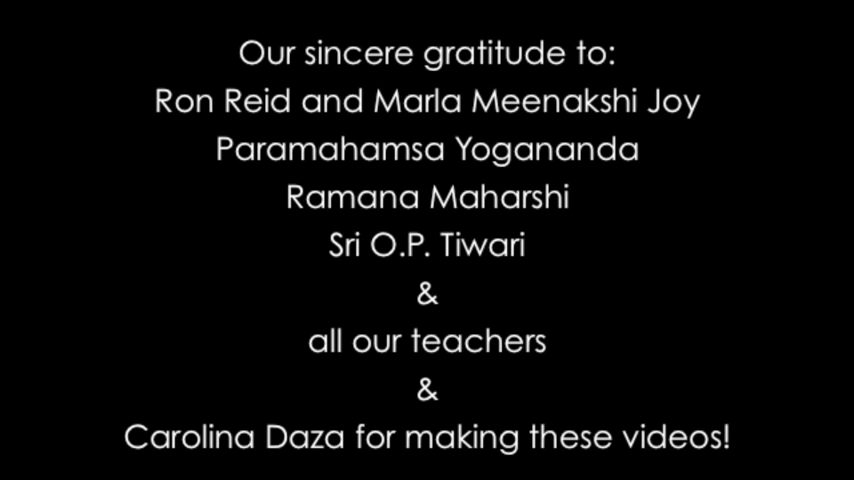 Our sincere gratitude to:
Ron Reid and Marla Meenakshi Joy
Paramahamsa Yogananda
Ramana Maharshi
Sri O.P. Tiwari
&
all our teachers
&
Carolina Daza for making these videos!